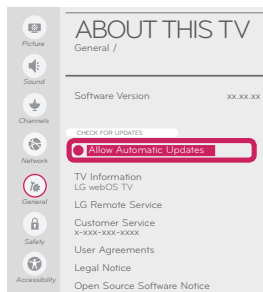 ABOUT THIS TV
General /
Software Version xx.xx.xx
CHECK FOR UPDATES
Allow Automatic Updates
TV Information
LG webOS TV
LG Remote Service
Customer Service
x-xxx-xxx-xxxx
User Agreements
Legal Notice
Open Source Software Notice
Picture
Sound
Channels
Network
General
Safety
Accessibility